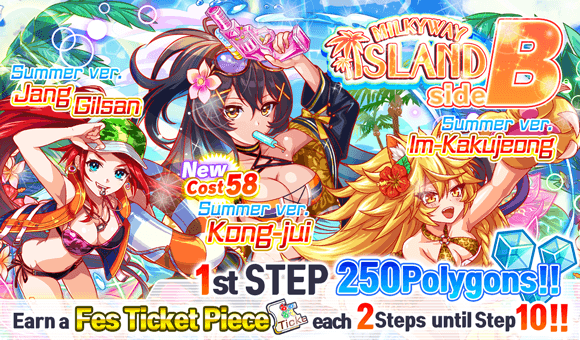 MILKYWAY
ISLAND
side B
Summer ver.
Jang Gilsan
Summer ver.
Im-Kakujeong
New
Cost 58
Summer ver.
Kong-jui
1st STEP 250Polygons!!
Earn a Fes Ticket Piece each 2 Steps until Step 10!!